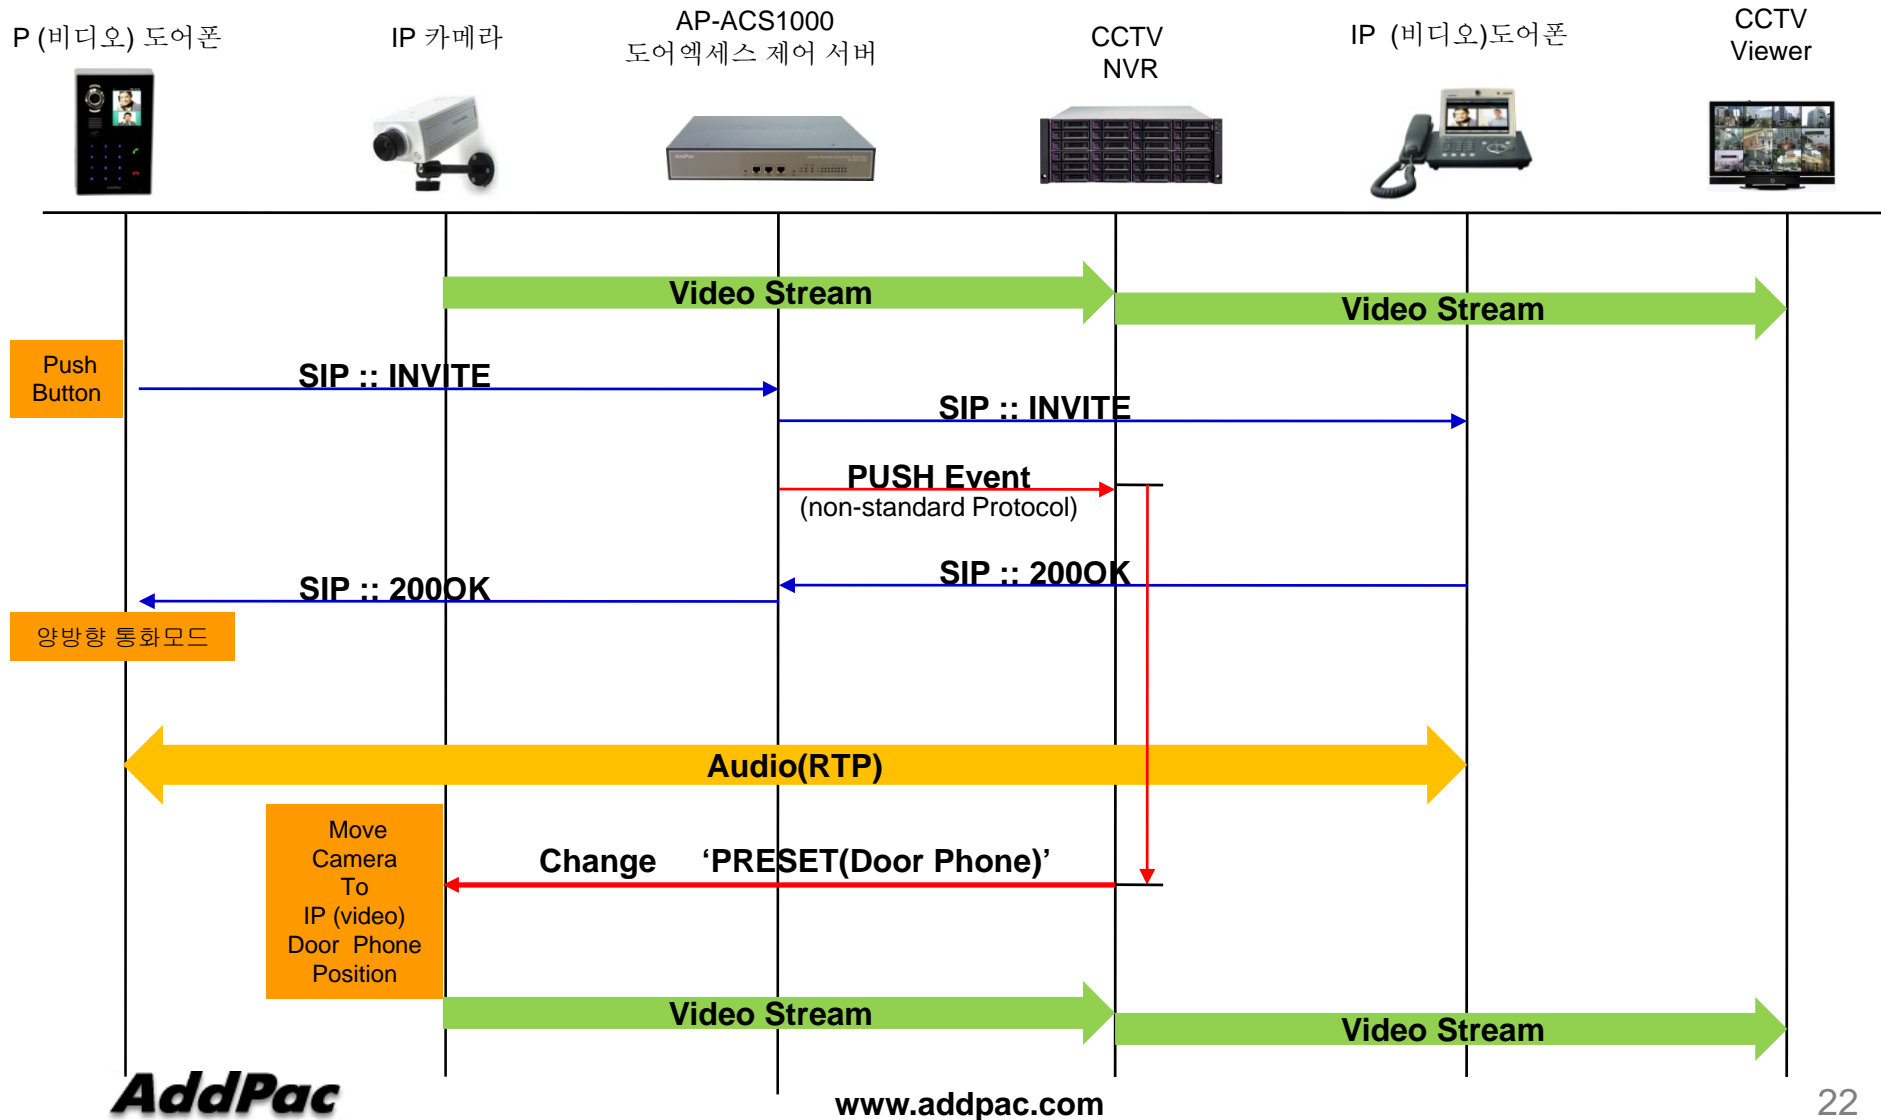 P (비디오) 도어폰
IP 카메라
AP-ACS1000
도어엑세스 제어 서버
CCTV
NVR
IP (비디오)도어폰
CCTV
Viewer
Video Stream
Video Stream
Push
Button
SIP :: INVITE
SIP :: INVITE
PUSH Event
(non-standard Protocol)
SIP :: 200OK
SIP :: 200OK
양방향 통화모드
Audio(RTP)
Move
Camera
To
IP (video)
Door Phone
Position
Change ‘PRESET(Door Phone)’
Video Stream
Video Stream
AddPac
www.addpac.com
22